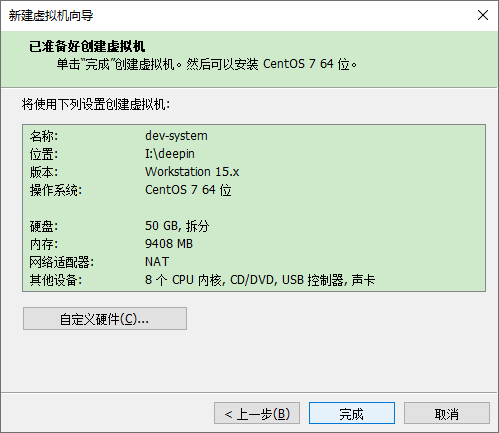 新建虚拟机向导
已准备好创建虚拟机
单击“完成”创建虚拟机。然后可以安装 CentOS 7 64 位。
将使用下列设置创建虚拟机:
名称: dev-system
位置: I:\deepin
版本: Workstation 15.x
操作系统: CentOS 7 64 位
硬盘: 50 GB, 拆分
内存: 9408 MB
网络适配器: NAT
其他设备: 8 个 CPU 内核, CD/DVD, USB 控制器, 声卡
自定义硬件(C)...
< 上一步(B) 完成 取消